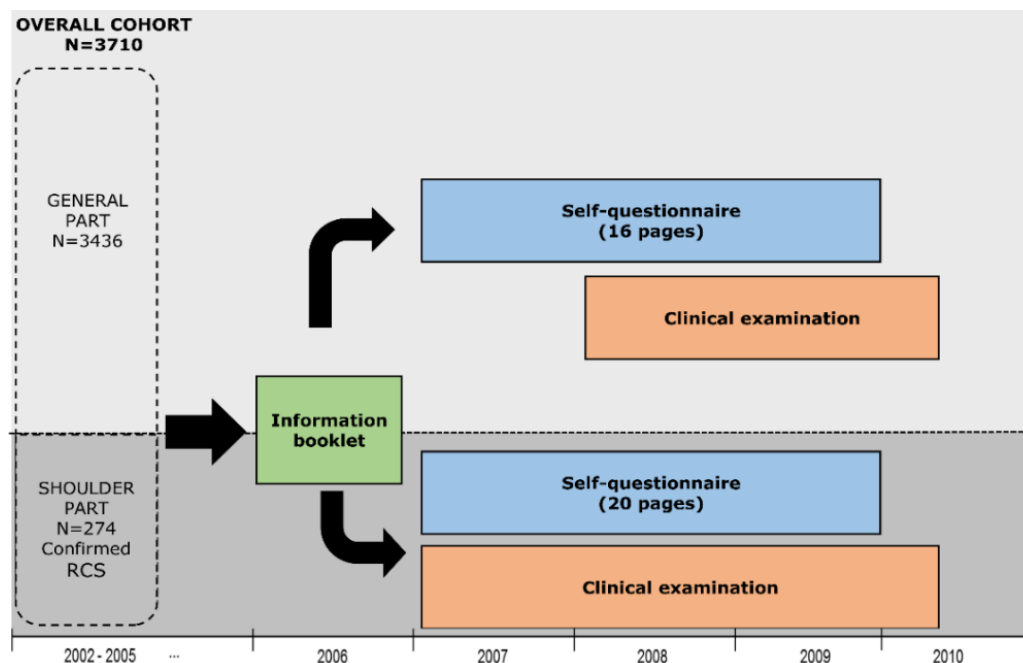 OVERALL COHORT
N=3710
GENERAL
PART
N=3436
Self-questionnaire
(16 pages)
Clinical examination
Information
booklet
SHOULDER
PART
N=274
Confirmed
RCS
Self-questionnaire
(20 pages)
Clinical examination
2002 - 2005 ... 2006 2007 2008 2009 2010